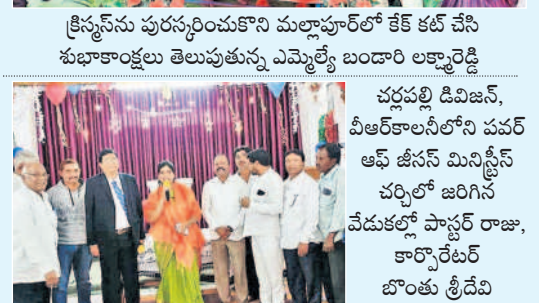 క్రిస్మస్‌ను పురస్కరించుకొని మల్లాపూర్‌లో కేక్ కట్ చేసి
శుభాకాంక్షలు తెలుపుతున్న ఎమ్మెల్యే బండారి లక్ష్మారెడ్డి
చర్లపల్లి డివిజన్,
వీఆర్‌కాలనీలోని పవర్
ఆఫ్ జీసస్ మినిస్ట్రీస్
చర్చిలో జరిగిన
వేడుకల్లో పాస్టర్ రాజు,
కార్పొరేటర్
బొంతు శ్రీదేవి